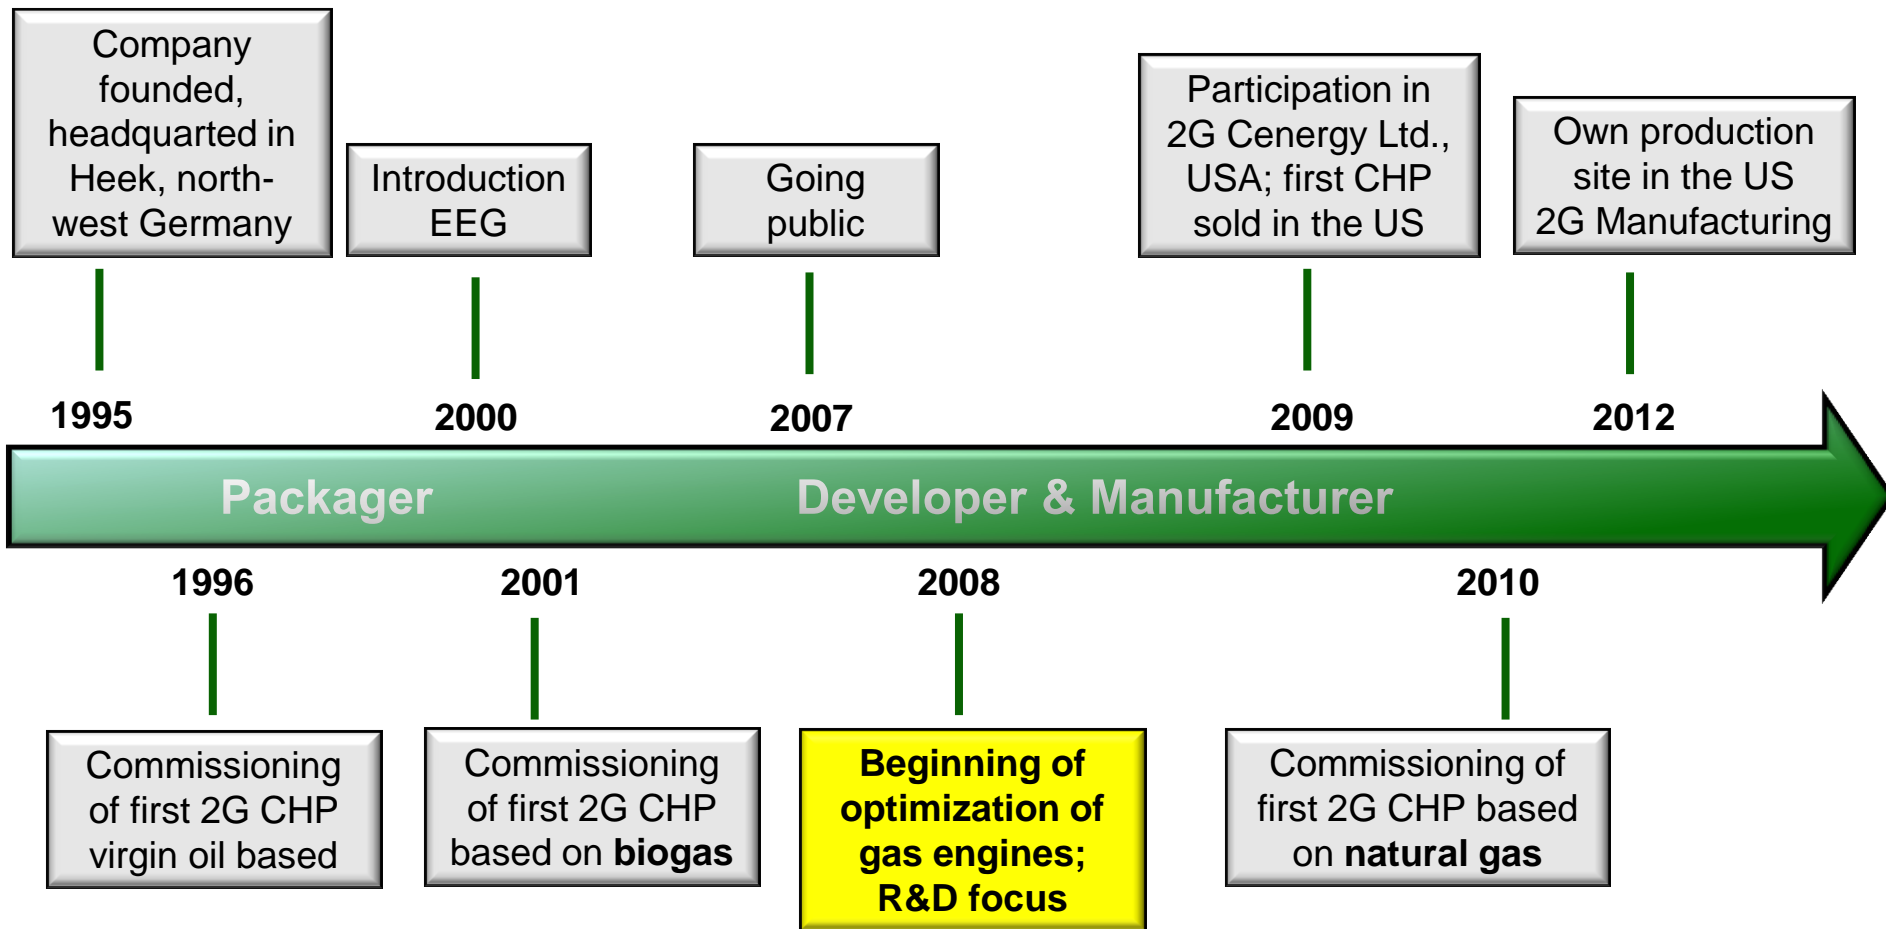 Company
founded,
headquarted in
Heek, north-
west Germany
Introduction
EEG
Going
public
Participation in
2G Cenergy Ltd.,
USA; first CHP
sold in the US
Own production
site in the US
2G Manufacturing
1995
2000
2007
2009
2012
Packager
Developer & Manufacturer
1996
2001
2008
2010
Commissioning
of first 2G CHP
virgin oil based
Commissioning
of first 2G CHP
based on biogas
Beginning of
optimization of
gas engines;
R&D focus
Commissioning of
first 2G CHP based
on natural gas